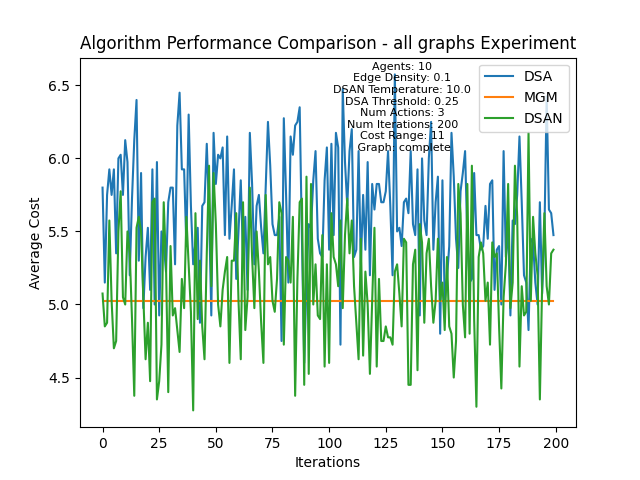 Algorithm Performance Comparison - all graphs Experiment
Agents: 10
Edge Density: 0.1
DSAN Temperature: 10.0
DSA Threshold: 0.25
Num Actions: 3
Num Iterations: 200
Cost Range: 11
Graph: complete
DSA
MGM
DSAN
Average Cost
6.5
6.0
5.5
5.0
4.5
0 25 50 75 100 125 150 175 200
Iterations